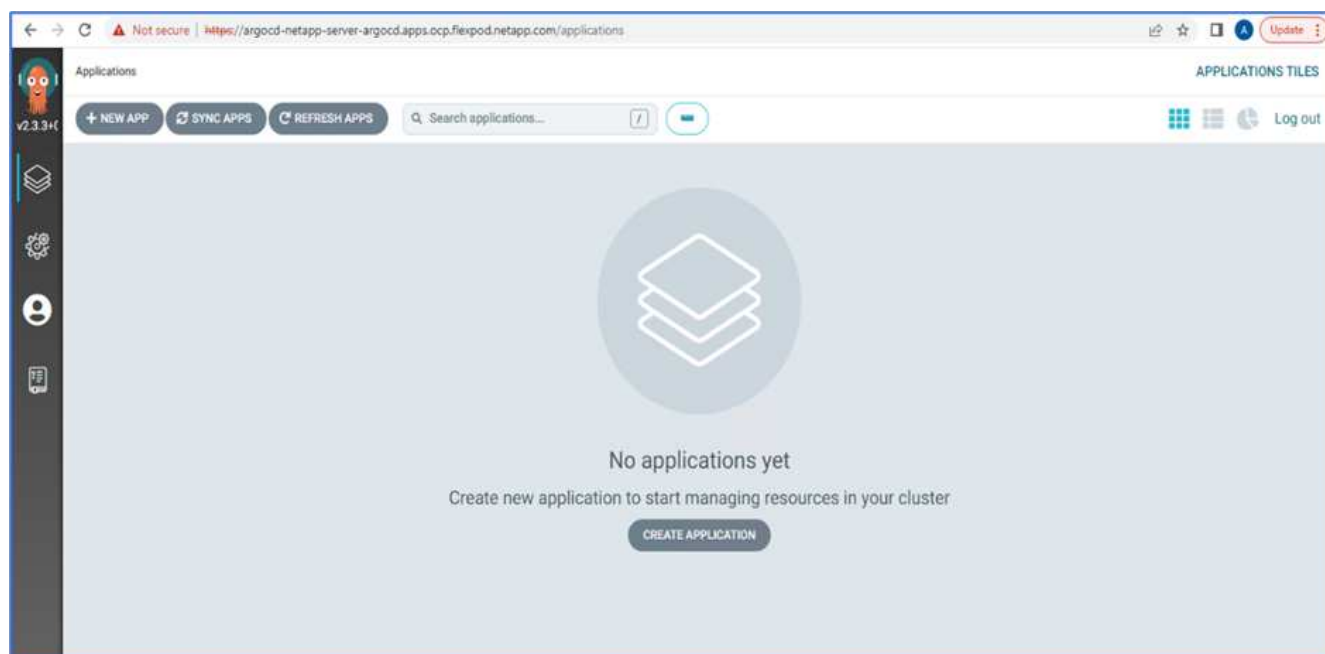 Not secure | https://argocd-netapp-server-argocd.apps.ocp.flexpod.netapp.com/applications
A
Update
Applications
APPLICATIONS TILES
v2.3.3+(
+ NEW APP
SYNC APPS
REFRESH APPS
Search applications...
/
Log out
No applications yet
Create new application to start managing resources in your cluster
CREATE APPLICATION